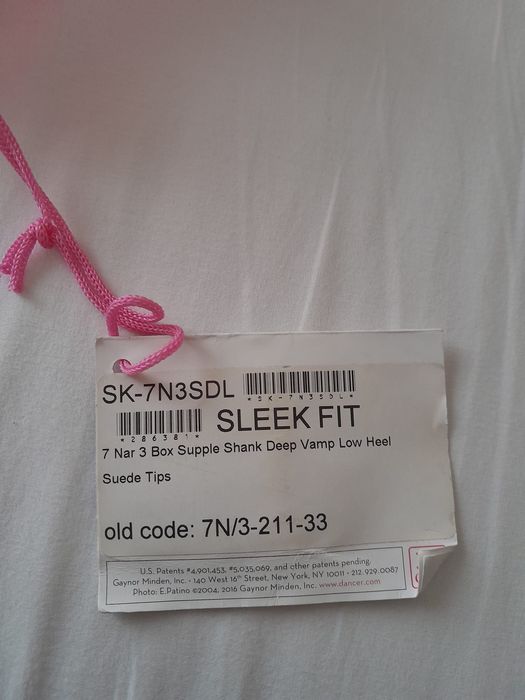 SK-7N3SDL
*SK-7N3SDL*
*286381*
SLEEK FIT
7 Nar 3 Box Supple Shank Deep Vamp Low Heel
Suede Tips
old code: 7N/3-211-33
U.S. Patents #4,901,453, #5,035,069, and other patents pending.
Gaynor Minden, Inc. • 140 West 16th Street, New York, NY 10011 • 212.929.0087
Photo: E.Patino ©2004, 2016 Gaynor Minden, Inc. www.dancer.com